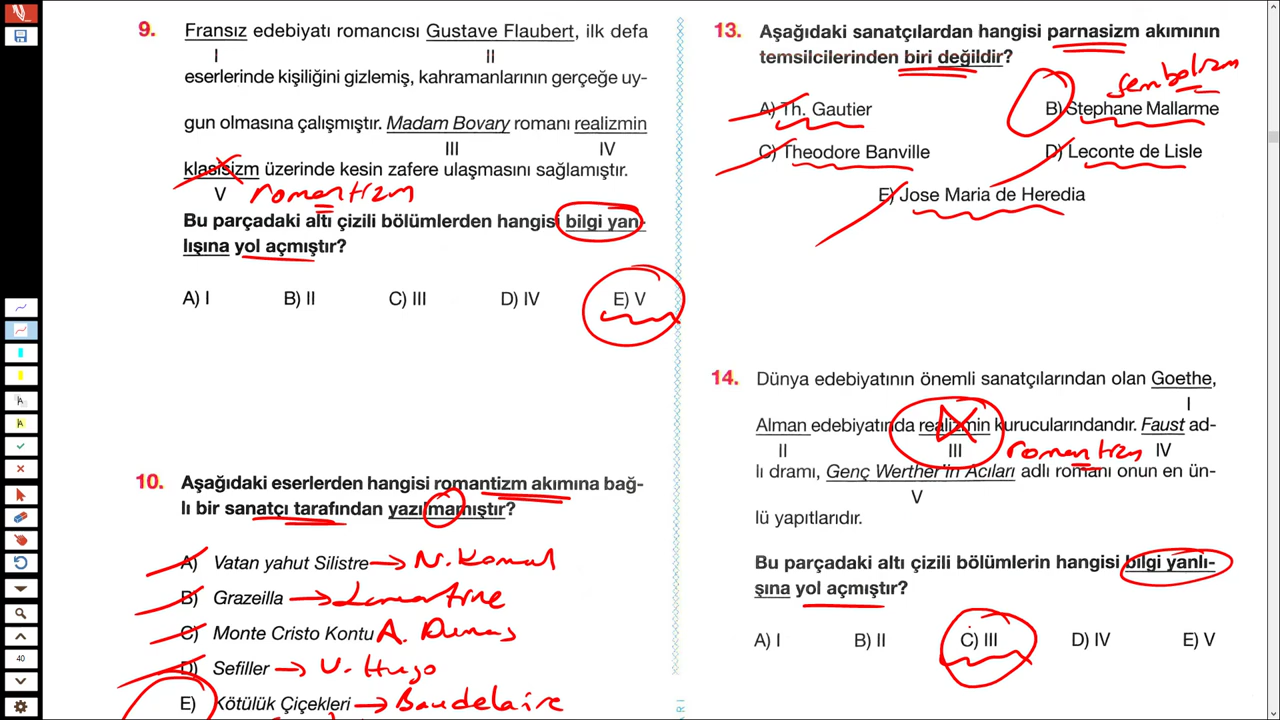 9. Fransız edebiyatı romancısı Gustave Flaubert, ilk defa
I II
eserlerinde kişiliğini gizlemiş, kahramanlarının gerçeğe uy-
gun olmasına çalışmıştır. Madam Bovary romanı realizmin
III IV
klasisizm üzerinde kesin zafere ulaşmasını sağlamıştır.
V romantizm
Bu parçadaki altı çizili bölümlerden hangisi bilgi yan-
lışına yol açmıştır?
A) I B) II C) III D) IV E) V
10. Aşağıdaki eserlerden hangisi romantizm akımına bağ-
lı bir sanatçı tarafından yazılmamıştır?
A) Vatan yahut Silistre → N. Kemal
B) Grazeilla → Lamartine
C) Monte Cristo Kontu A. Dumas
D) Sefiller → V. Hugo
E) Kötülük Çiçekleri → Baudelaire
13. Aşağıdaki sanatçılardan hangisi parnasizm akımının
temsilcilerinden biri değildir?
sembolizm
A) Th. Gautier B) Stephane Mallarme
C) Theodore Banville D) Leconte de Lisle
E) Jose Maria de Heredia
14. Dünya edebiyatının önemli sanatçılarından olan Goethe,
I
Alman edebiyatında realizmin kurucularındandır. Faust ad-
II III romantizm IV
lı dramı, Genç Werther'in Acıları adlı romanı onun en ün-
V
lü yapıtlarıdır.
Bu parçadaki altı çizili bölümlerin hangisi bilgi yanlı-
şına yol açmıştır?
A) I B) II C) III D) IV E) V
40